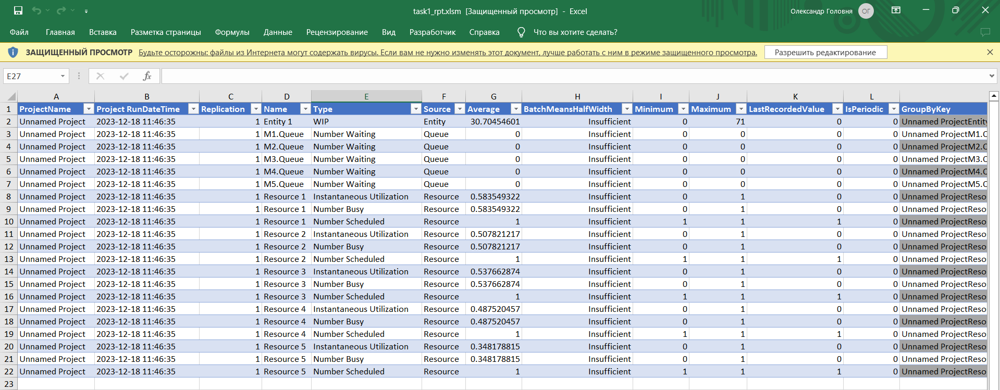 task1_rpt.xlsm [Защищенный просмотр] - Excel
Олександр Головня ОГ
Файл Главная Вставка Разметка страницы Формулы Данные Рецензирование Вид Разработчик Справка Что вы хотите сделать?
ЗАЩИЩЕННЫЙ ПРОСМОТР Будьте осторожны: файлы из Интернета могут содержать вирусы. Если вам не нужно изменять этот документ, лучше работать с ним в режиме защищенного просмотра. Разрешить редактирование
E27 fx
A B C D E F G H I J K L
1 ProjectName Project RunDateTime Replication Name Type Source Average BatchMeansHalfWidth Minimum Maximum LastRecordedValue IsPeriodic GroupByKey
2 Unnamed Project 2023-12-18 11:46:35 1 Entity 1 WIP Entity 30.70454601 Insufficient 0 71 0 0 Unnamed ProjectEntity
3 Unnamed Project 2023-12-18 11:46:35 1 M1.Queue Number Waiting Queue 0 Insufficient 0 0 0 0 Unnamed ProjectM1.Q
4 Unnamed Project 2023-12-18 11:46:35 1 M2.Queue Number Waiting Queue 0 Insufficient 0 0 0 0 Unnamed ProjectM2.Q
5 Unnamed Project 2023-12-18 11:46:35 1 M3.Queue Number Waiting Queue 0 Insufficient 0 0 0 0 Unnamed ProjectM3.Q
6 Unnamed Project 2023-12-18 11:46:35 1 M4.Queue Number Waiting Queue 0 Insufficient 0 0 0 0 Unnamed ProjectM4.Q
7 Unnamed Project 2023-12-18 11:46:35 1 M5.Queue Number Waiting Queue 0 Insufficient 0 0 0 0 Unnamed ProjectM5.Q
8 Unnamed Project 2023-12-18 11:46:35 1 Resource 1 Instantaneous Utilization Resource 0.583549322 Insufficient 0 1 0 0 Unnamed ProjectReso
9 Unnamed Project 2023-12-18 11:46:35 1 Resource 1 Number Busy Resource 0.583549322 Insufficient 0 1 0 0 Unnamed ProjectReso
10 Unnamed Project 2023-12-18 11:46:35 1 Resource 1 Number Scheduled Resource 1 Insufficient 1 1 1 0 Unnamed ProjectReso
11 Unnamed Project 2023-12-18 11:46:35 1 Resource 2 Instantaneous Utilization Resource 0.507821217 Insufficient 0 1 0 0 Unnamed ProjectReso
12 Unnamed Project 2023-12-18 11:46:35 1 Resource 2 Number Busy Resource 0.507821217 Insufficient 0 1 0 0 Unnamed ProjectReso
13 Unnamed Project 2023-12-18 11:46:35 1 Resource 2 Number Scheduled Resource 1 Insufficient 1 1 1 0 Unnamed ProjectReso
14 Unnamed Project 2023-12-18 11:46:35 1 Resource 3 Instantaneous Utilization Resource 0.537662874 Insufficient 0 1 0 0 Unnamed ProjectReso
15 Unnamed Project 2023-12-18 11:46:35 1 Resource 3 Number Busy Resource 0.537662874 Insufficient 0 1 0 0 Unnamed ProjectReso
16 Unnamed Project 2023-12-18 11:46:35 1 Resource 3 Number Scheduled Resource 1 Insufficient 1 1 1 0 Unnamed ProjectReso
17 Unnamed Project 2023-12-18 11:46:35 1 Resource 4 Instantaneous Utilization Resource 0.487520457 Insufficient 0 1 0 0 Unnamed ProjectReso
18 Unnamed Project 2023-12-18 11:46:35 1 Resource 4 Number Busy Resource 0.487520457 Insufficient 0 1 0 0 Unnamed ProjectReso
19 Unnamed Project 2023-12-18 11:46:35 1 Resource 4 Number Scheduled Resource 1 Insufficient 1 1 1 0 Unnamed ProjectReso
20 Unnamed Project 2023-12-18 11:46:35 1 Resource 5 Instantaneous Utilization Resource 0.348178815 Insufficient 0 1 0 0 Unnamed ProjectReso
21 Unnamed Project 2023-12-18 11:46:35 1 Resource 5 Number Busy Resource 0.348178815 Insufficient 0 1 0 0 Unnamed ProjectReso
22 Unnamed Project 2023-12-18 11:46:35 1 Resource 5 Number Scheduled Resource 1 Insufficient 1 1 1 0 Unnamed ProjectReso
23